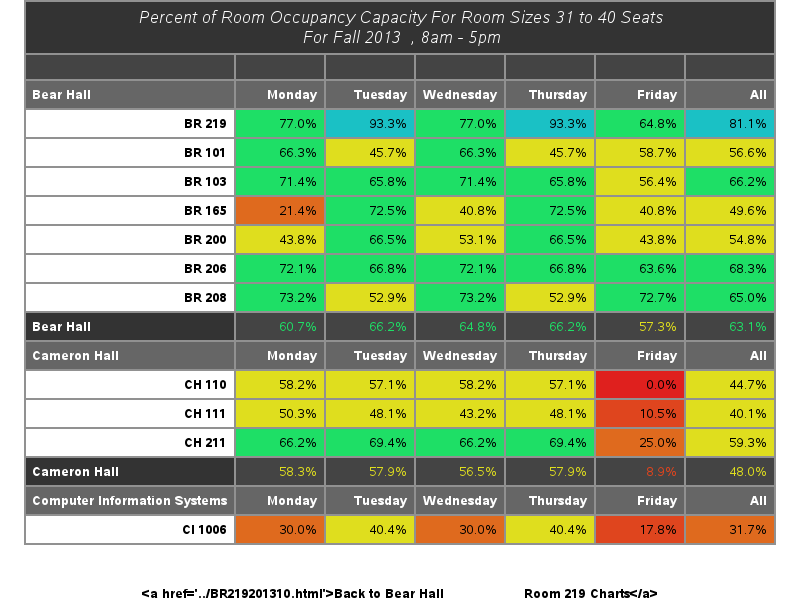 Percent of Room Occupancy Capacity For Room Sizes 31 to 40 Seats
For Fall 2013 , 8am - 5pm
Bear Hall Monday Tuesday Wednesday Thursday Friday All
BR 219 77.0% 93.3% 77.0% 93.3% 64.8% 81.1%
BR 101 66.3% 45.7% 66.3% 45.7% 58.7% 56.6%
BR 103 71.4% 65.8% 71.4% 65.8% 56.4% 66.2%
BR 165 21.4% 72.5% 40.8% 72.5% 40.8% 49.6%
BR 200 43.8% 66.5% 53.1% 66.5% 43.8% 54.8%
BR 206 72.1% 66.8% 72.1% 66.8% 63.6% 68.3%
BR 208 73.2% 52.9% 73.2% 52.9% 72.7% 65.0%
Bear Hall 60.7% 66.2% 64.8% 66.2% 57.3% 63.1%
Cameron Hall Monday Tuesday Wednesday Thursday Friday All
CH 110 58.2% 57.1% 58.2% 57.1% 0.0% 44.7%
CH 111 50.3% 48.1% 43.2% 48.1% 10.5% 40.1%
CH 211 66.2% 69.4% 66.2% 69.4% 25.0% 59.3%
Cameron Hall 58.3% 57.9% 56.5% 57.9% 8.9% 48.0%
Computer Information Systems Monday Tuesday Wednesday Thursday Friday All
CI 1006 30.0% 40.4% 30.0% 40.4% 17.8% 31.7%
<a href='../BR219201310.html'>Back to Bear Hall Room 219 Charts</a>